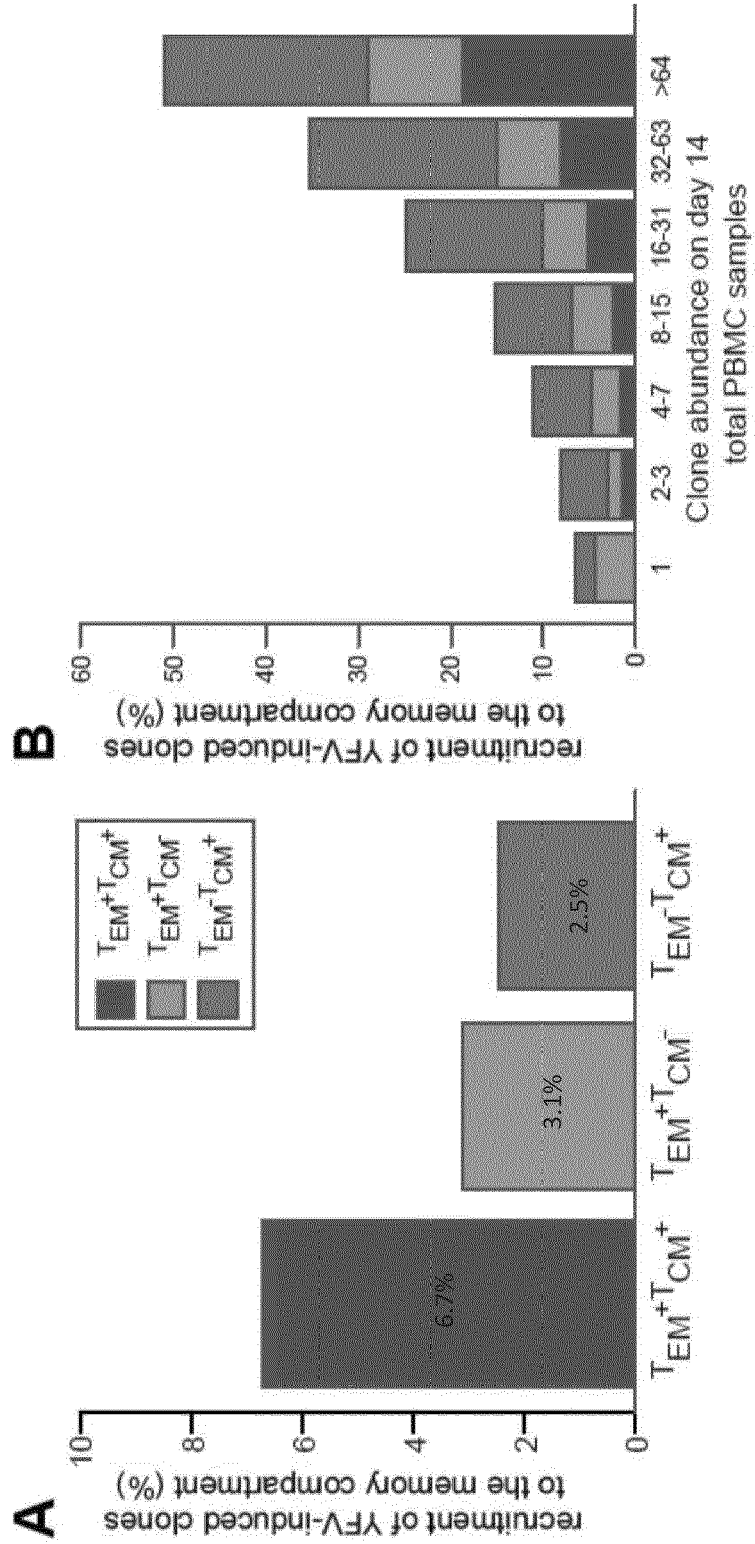 A
recruitment of YFV-induced clones
to the memory compartment (%)
10
8
6
4
2
0
6.7%
3.1%
2.5%
TEM+TCM+
TEM+TCM-
TEM-TCM+
TEM+TCM+
TEM+TCM-
TEM-TCM+
B
recruitment of YFV-induced clones
to the memory compartment (%)
60
50
40
30
20
10
0
1
2-3
4-7
8-15
16-31
32-63
>64
Clone abundance on day 14
total PBMC samples